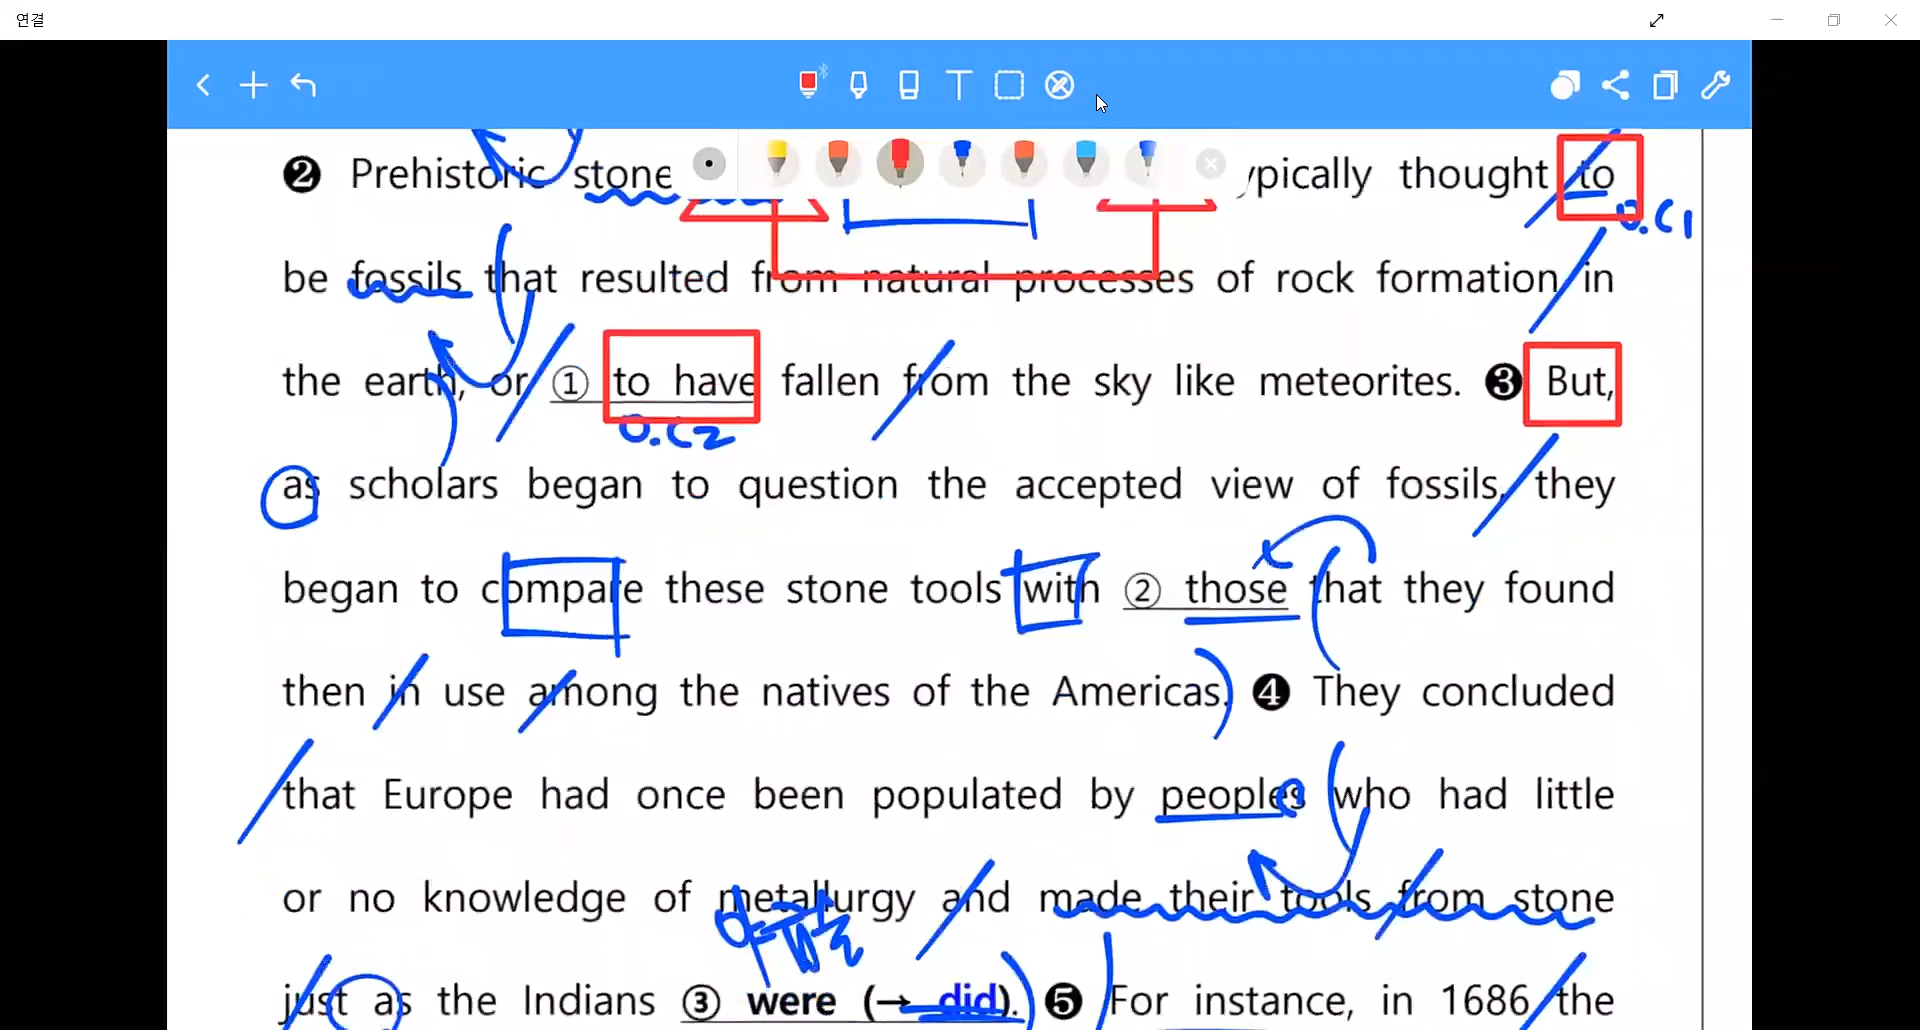 연결
❷ Prehistoric stone ypically thought to
O.C1
be fossils that resulted from natural processes of rock formation in
the earth, or ① to have fallen from the sky like meteorites. ❸ But,
O.C2
as scholars began to question the accepted view of fossils, they
began to compare these stone tools with ② those that they found
then in use among the natives of the Americas. ❹ They concluded
that Europe had once been populated by peoples who had little
or no knowledge of metallurgy and made their tools from stone
just as the Indians ③ were (→ did). ❺ For instance, in 1686 the